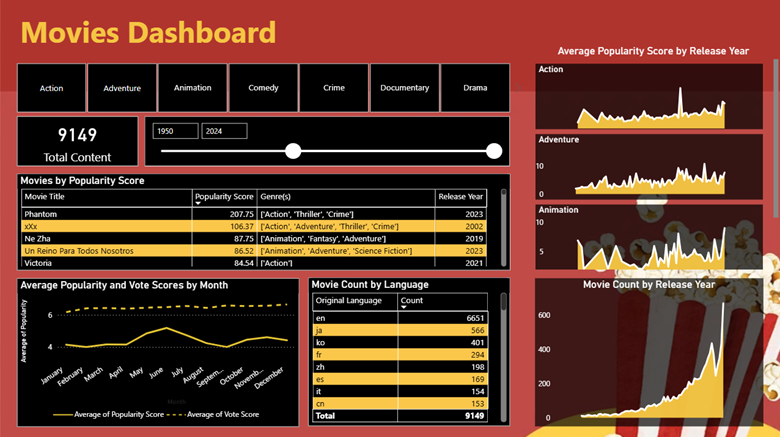 Movies Dashboard
Action
Adventure
Animation
Comedy
Crime
Documentary
Drama
9149
Total Content
1950
2024
Movies by Popularity Score
Movie Title Popularity Score Genre(s) Release Year
Phantom 207.75 ['Action', 'Thriller', 'Crime'] 2023
xXx 106.37 ['Action', 'Adventure', 'Thriller', 'Crime'] 2002
Ne Zha 87.75 ['Animation', 'Fantasy', 'Adventure'] 2019
Un Reino Para Todos Nosotros 86.52 ['Animation', 'Adventure', 'Science Fiction'] 2023
Victoria 84.54 ['Action'] 2021
Average Popularity and Vote Scores by Month
Average of Popularity
6
4
January
February
March
April
May
June
July
August
Septem...
October
Novemb...
December
Month
Average of Popularity Score
Average of Vote Score
Movie Count by Language
Original Language Count
en 6651
ja 566
ko 401
fr 294
zh 198
es 169
it 154
cn 153
Total 9149
Average Popularity Score by Release Year
Action
Adventure
10
0
Animation
10
5
Movie Count by Release Year
600
400
200
0